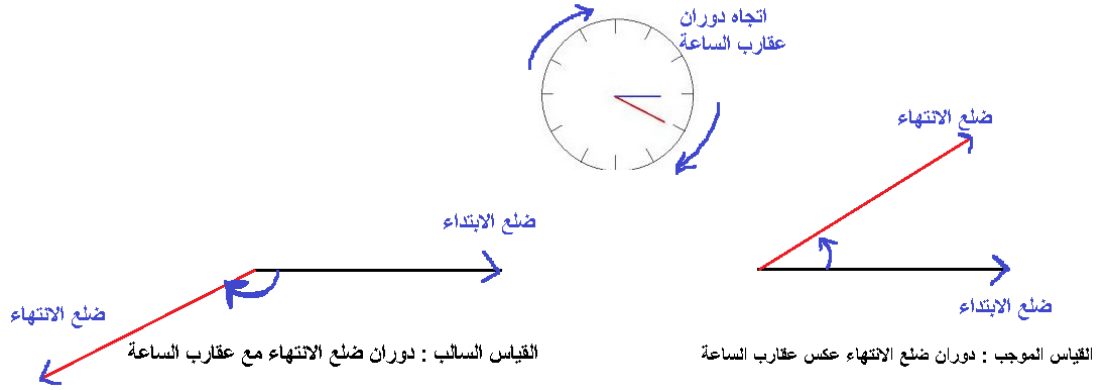 اتجاه دوران
عقارب الساعة
ضلع الانتهاء
ضلع الابتداء
ضلع الابتداء
ضلع الانتهاء
القياس الموجب : دوران ضلع الانتهاء عكس عقارب الساعة
القياس السالب : دوران ضلع الانتهاء مع عقارب الساعة